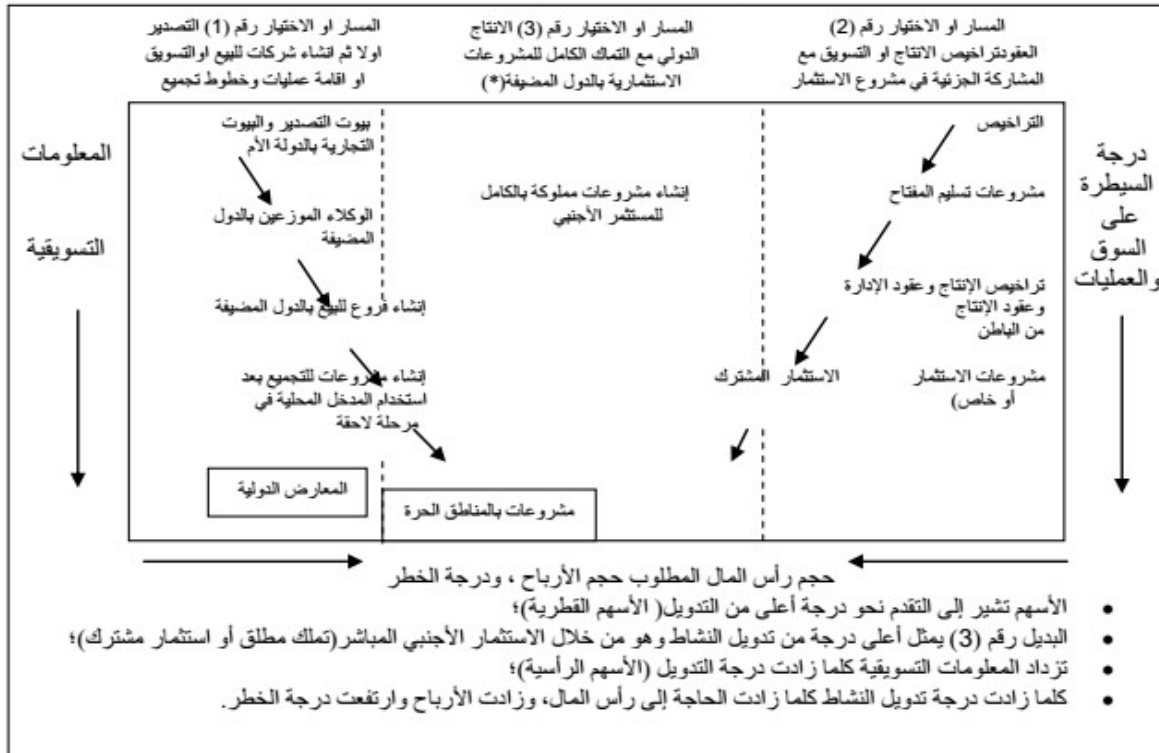 المسار او الاختيار رقم (2)
العقودتراخيص الانتاج او التسويق مع
المشاركة الجزئية في مشروع الاستثمار
المسار او الاختيار رقم (3) الانتاج
الدولي مع التماك الكامل للمشروعات
الاستثمارية بالدول المضيفة(*)
المسار او الاختيار رقم (1) التصدير
اولا ثم انشاء شركات للبيع اوالتسويق
او اقامة عمليات وخطوط تجميع
درجة
السيطرة
على
السوق
والعمليات
التراخيص
مشروعات تسليم المفتاح
تراخيص الإنتاج وعقود الإدارة
وعقود الإنتاج
من الباطن
مشروعات الاستثمار
أو خاص)
الاستثمار المشترك
إنشاء مشروعات مملوكة بالكامل
للمستثمر الأجنبي
بيوت التصدير والبيوت
التجارية بالدولة الأم
الوكلاء الموزعين بالدول
المضيفة
إنشاء فروع للبيع بالدول المضيفة
إنشاء مشروعات للتجميع بعد
استخدام المدخل المحلية في
مرحلة لاحقة
المعارض الدولية
مشروعات بالمناطق الحرة
المعلومات
التسويقية
حجم رأس المال المطلوب حجم الأرباح ، ودرجة الخطر
• الأسهم تشير إلى التقدم نحو درجة أعلى من التدويل( الأسهم القطرية)؛
• البديل رقم (3) يمثل أعلى درجة من تدويل النشاط وهو من خلال الاستثمار الأجنبي المباشر(تملك مطلق أو استثمار مشترك)؛
• تزداد المعلومات التسويقية كلما زادت درجة التدويل (الأسهم الرأسية)؛
• كلما زادت درجة تدويل النشاط كلما زادت الحاجة إلى رأس المال، وزادت الأرباح وارتفعت درجة الخطر.